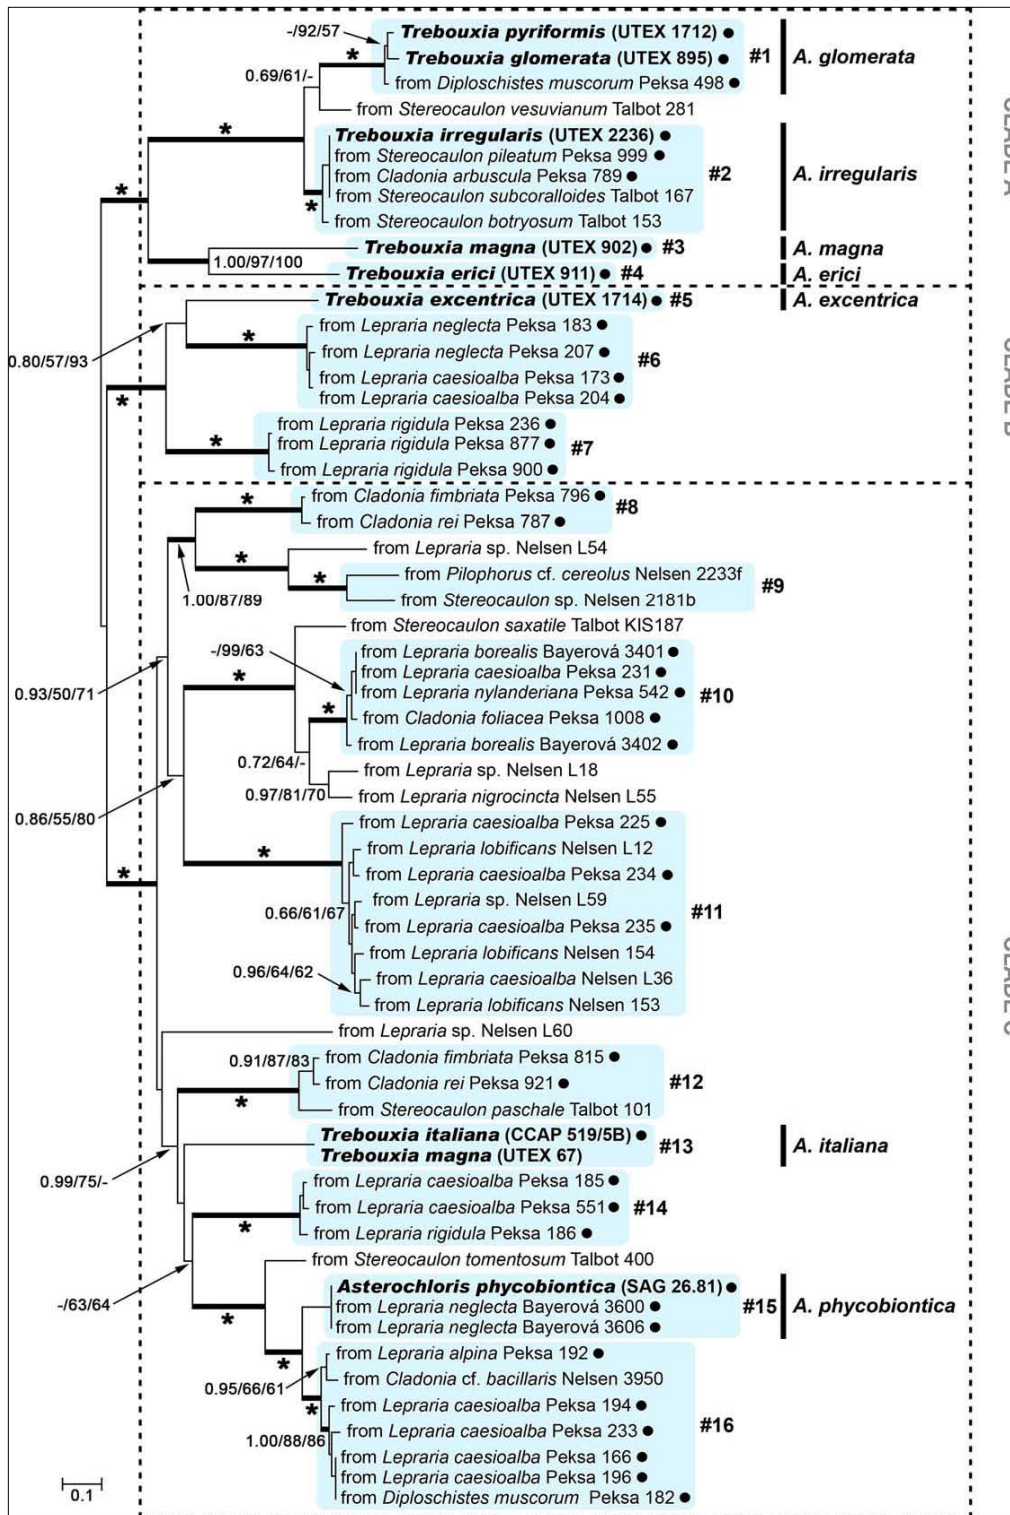 -/92/57
Trebouxia pyriformis (UTEX 1712)
Trebouxia glomerata (UTEX 895)
#1
A. glomerata
from Diploschistes muscorum Peksa 498
*
0.69/61/-
from Stereocaulon vesuvianum Talbot 281
*
Trebouxia irregularis (UTEX 2236)
from Stereocaulon pileatum Peksa 999
from Cladonia arbuscula Peksa 789
#2
A. irregularis
from Stereocaulon subcoralloides Talbot 167
*
*
from Stereocaulon botryosum Talbot 153
CLADE A
Trebouxia magna (UTEX 902)
#3
A. magna
1.00/97/100
Trebouxia erici (UTEX 911)
#4
A. erici
Trebouxia excentrica (UTEX 1714)
#5
A. excentrica
from Lepraria neglecta Peksa 183
*
0.80/57/93
from Lepraria neglecta Peksa 207
#6
from Lepraria caesioalba Peksa 173
from Lepraria caesioalba Peksa 204
*
CLADE B
from Lepraria rigidula Peksa 236
from Lepraria rigidula Peksa 877
*
#7
from Lepraria rigidula Peksa 900
from Cladonia fimbriata Peksa 796
*
#8
from Cladonia rei Peksa 787
from Lepraria sp. Nelsen L54
*
from Pilophorus cf. cereolus Nelsen 2233f
*
#9
from Stereocaulon sp. Nelsen 2181b
1.00/87/89
from Stereocaulon saxatile Talbot KIS187
-/99/63
from Lepraria borealis Bayerová 3401
from Lepraria caesioalba Peksa 231
*
from Lepraria nylanderiana Peksa 542
#10
0.93/50/71
*
from Cladonia foliacea Peksa 1008
from Lepraria borealis Bayerová 3402
0.72/64/-
from Lepraria sp. Nelsen L18
0.97/81/70
from Lepraria nigrocincta Nelsen L55
0.86/55/80
from Lepraria caesioalba Peksa 225
*
from Lepraria lobificans Nelsen L12
from Lepraria caesioalba Peksa 234
*
from Lepraria sp. Nelsen L59
0.66/61/67
#11
from Lepraria caesioalba Peksa 235
from Lepraria lobificans Nelsen 154
0.96/64/62
from Lepraria caesioalba Nelsen L36
from Lepraria lobificans Nelsen 153
CLADE C
from Lepraria sp. Nelsen L60
0.91/87/83
from Cladonia fimbriata Peksa 815
from Cladonia rei Peksa 921
#12
*
from Stereocaulon paschale Talbot 101
Trebouxia italiana (CCAP 519/5B)
Trebouxia magna (UTEX 67)
#13
A. italiana
0.99/75/-
from Lepraria caesioalba Peksa 185
from Lepraria caesioalba Peksa 551
#14
*
from Lepraria rigidula Peksa 186
from Stereocaulon tomentosum Talbot 400
Asterochloris phycobiontica (SAG 26.81)
-/63/64
from Lepraria neglecta Bayerová 3600
#15
A. phycobiontica
*
from Lepraria neglecta Bayerová 3606
from Lepraria alpina Peksa 192
*
0.95/66/61
from Cladonia cf. bacillaris Nelsen 3950
*
from Lepraria caesioalba Peksa 194
#16
from Lepraria caesioalba Peksa 233
1.00/88/86
from Lepraria caesioalba Peksa 166
from Lepraria caesioalba Peksa 196
from Diploschistes muscorum Peksa 182
0.1